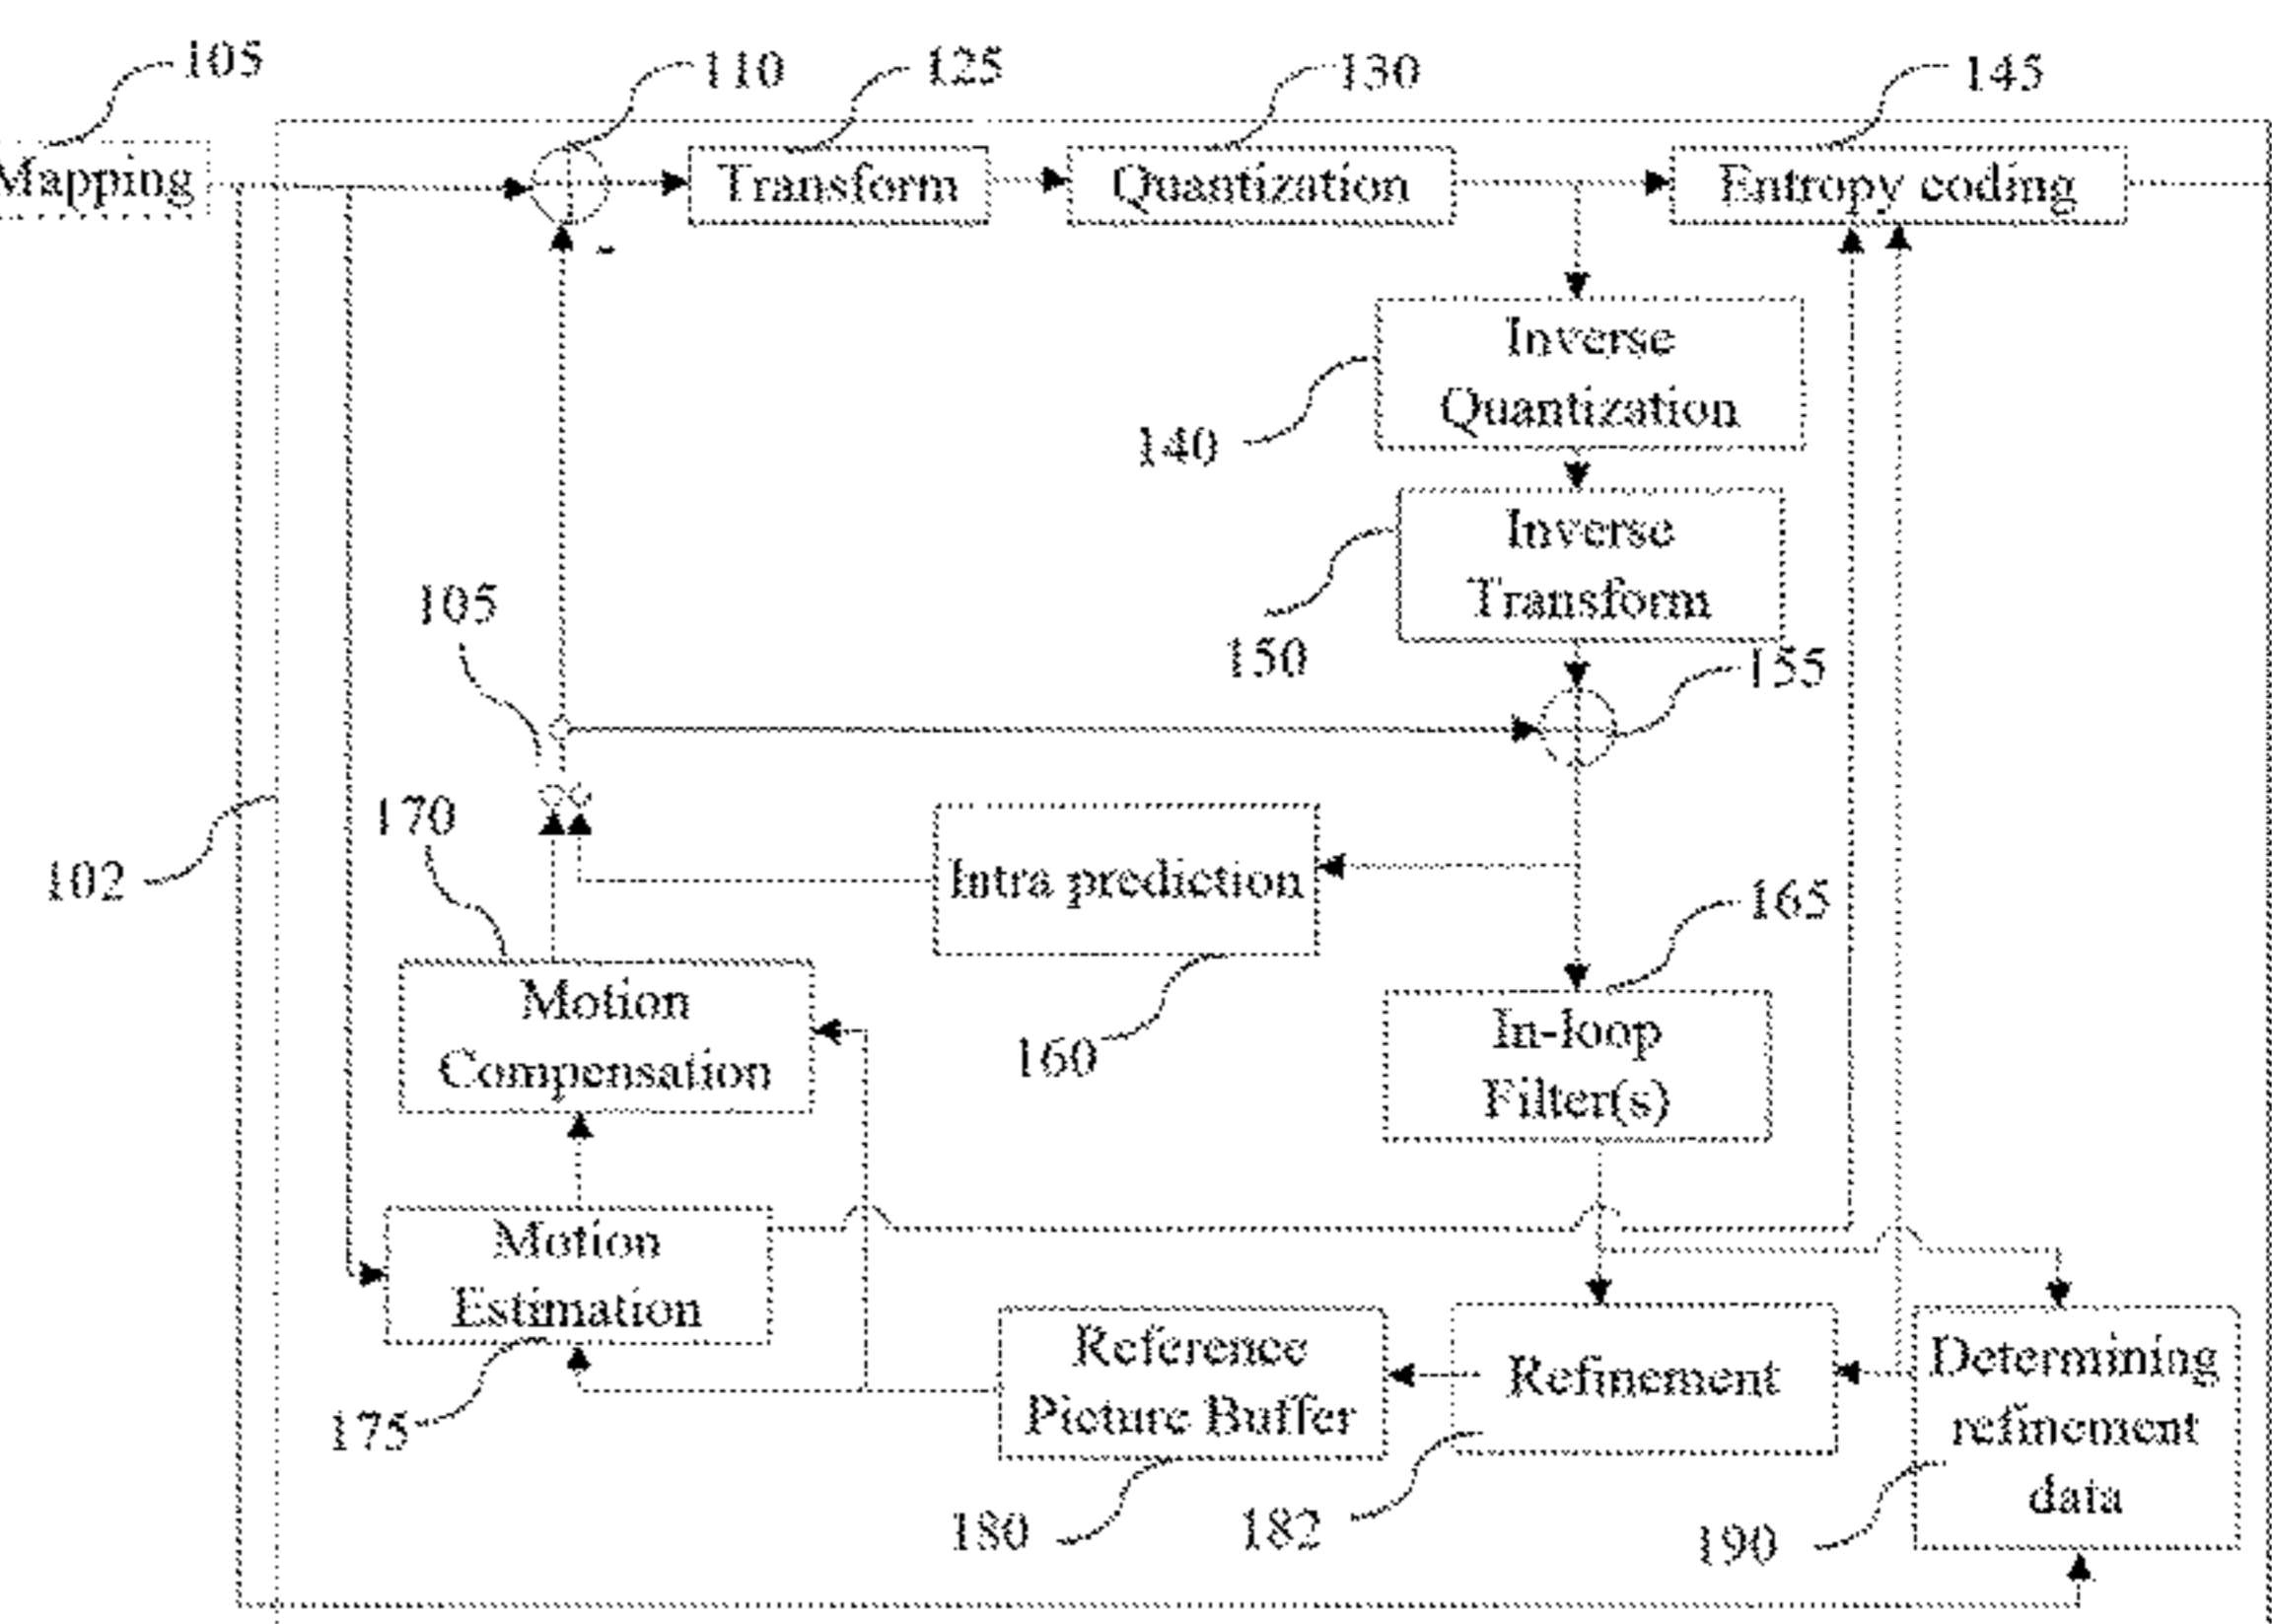 105
110
125
130
145
Mapping
Transform
Quantization
Entropy coding
-
Inverse
Quantization
140
Inverse
Transform
150
155
105
170
102
Intra prediction
165
160
Motion
Compensation
In-loop
Filter(s)
Motion
Estimation
175
Reference
Picture Buffer
180
Refinement
182
Determining
refinement
data
190